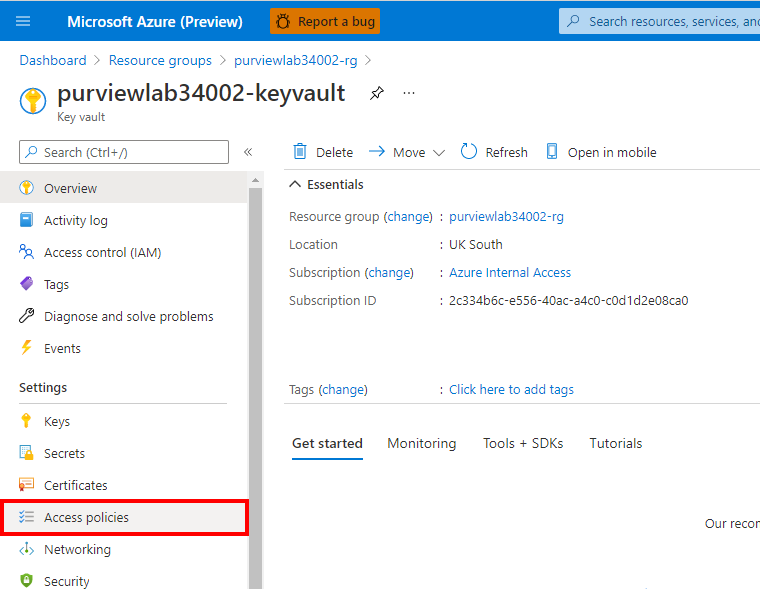 Microsoft Azure (Preview) Report a bug Search resources, services, and
Dashboard > Resource groups > purviewlab34002-rg >
purviewlab34002-keyvault ...
Key vault
Search (Ctrl+/) «
Delete Move Refresh Open in mobile
Overview
Activity log
Access control (IAM)
Tags
Diagnose and solve problems
Events
Settings
Keys
Secrets
Certificates
Access policies
Networking
Security
Essentials
Resource group (change) : purviewlab34002-rg
Location : UK South
Subscription (change) : Azure Internal Access
Subscription ID : 2c334b6c-e556-40ac-a4c0-c0d1d2e08ca0
Tags (change) : Click here to add tags
Get started Monitoring Tools + SDKs Tutorials
Our recor